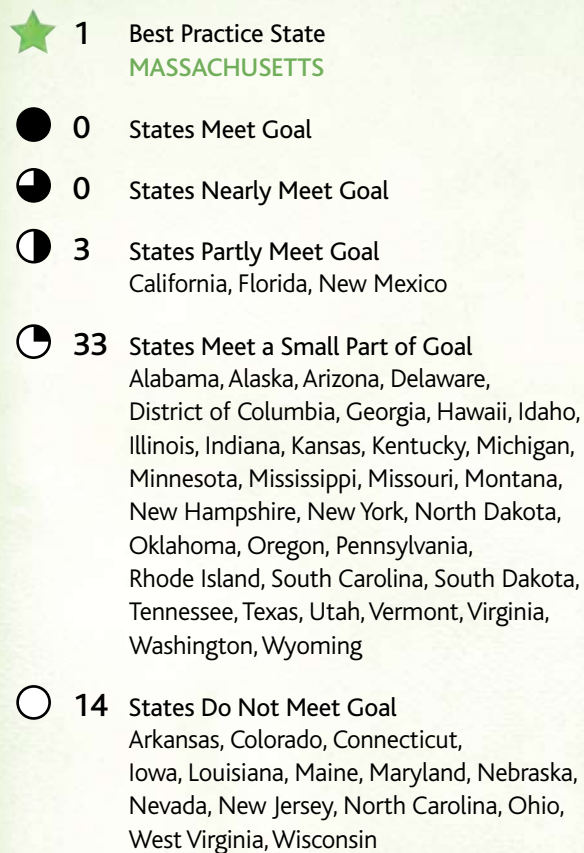 1 Best Practice State
MASSACHUSETTS
0 States Meet Goal
0 States Nearly Meet Goal
3 States Partly Meet Goal
California, Florida, New Mexico
33 States Meet a Small Part of Goal
Alabama, Alaska, Arizona, Delaware,
District of Columbia, Georgia, Hawaii, Idaho,
Illinois, Indiana, Kansas, Kentucky, Michigan,
Minnesota, Mississippi, Missouri, Montana,
New Hampshire, New York, North Dakota,
Oklahoma, Oregon, Pennsylvania,
Rhode Island, South Carolina, South Dakota,
Tennessee, Texas, Utah, Vermont, Virginia,
Washington, Wyoming
14 States Do Not Meet Goal
Arkansas, Colorado, Connecticut,
Iowa, Louisiana, Maine, Maryland, Nebraska,
Nevada, New Jersey, North Carolina, Ohio,
West Virginia, Wisconsin